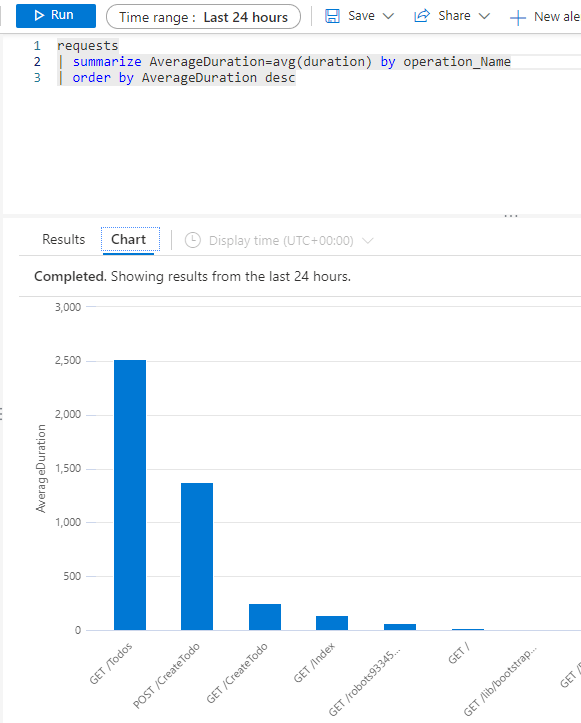 Run Time range : Last 24 hours Save Share New ale
1 requests
2 | summarize AverageDuration=avg(duration) by operation_Name
3 | order by AverageDuration desc
...
Results Chart Display time (UTC+00:00)
Completed. Showing results from the last 24 hours.
3,000
2,500
2,000
1,500
1,000
500
0
AverageDuration
GET /Todos
POST /CreateTodo
GET /CreateTodo
GET /Index
GET /robots93345...
GET /
GET /lib/bootstrap...
GET /